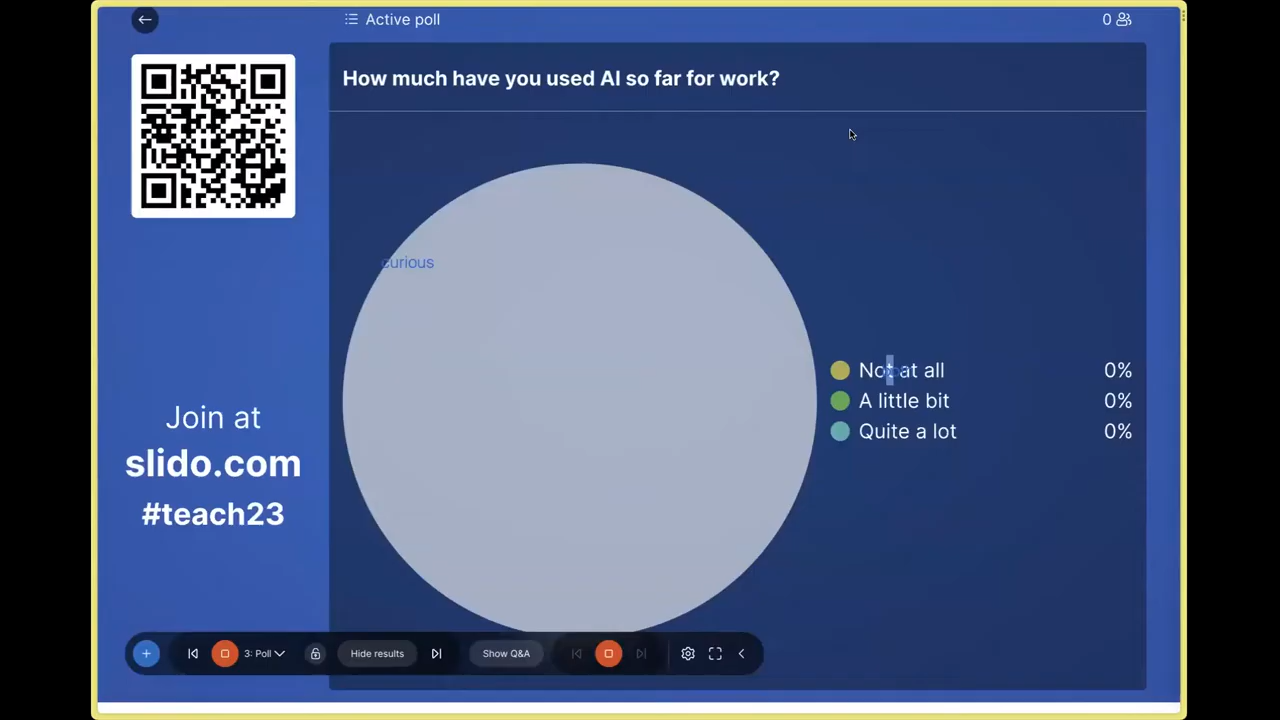 Active poll
0
How much have you used AI so far for work?
curious
Not at all 0%
A little bit 0%
Quite a lot 0%
Join at
slido.com
#teach23
3: Poll
Hide results
Show Q&A